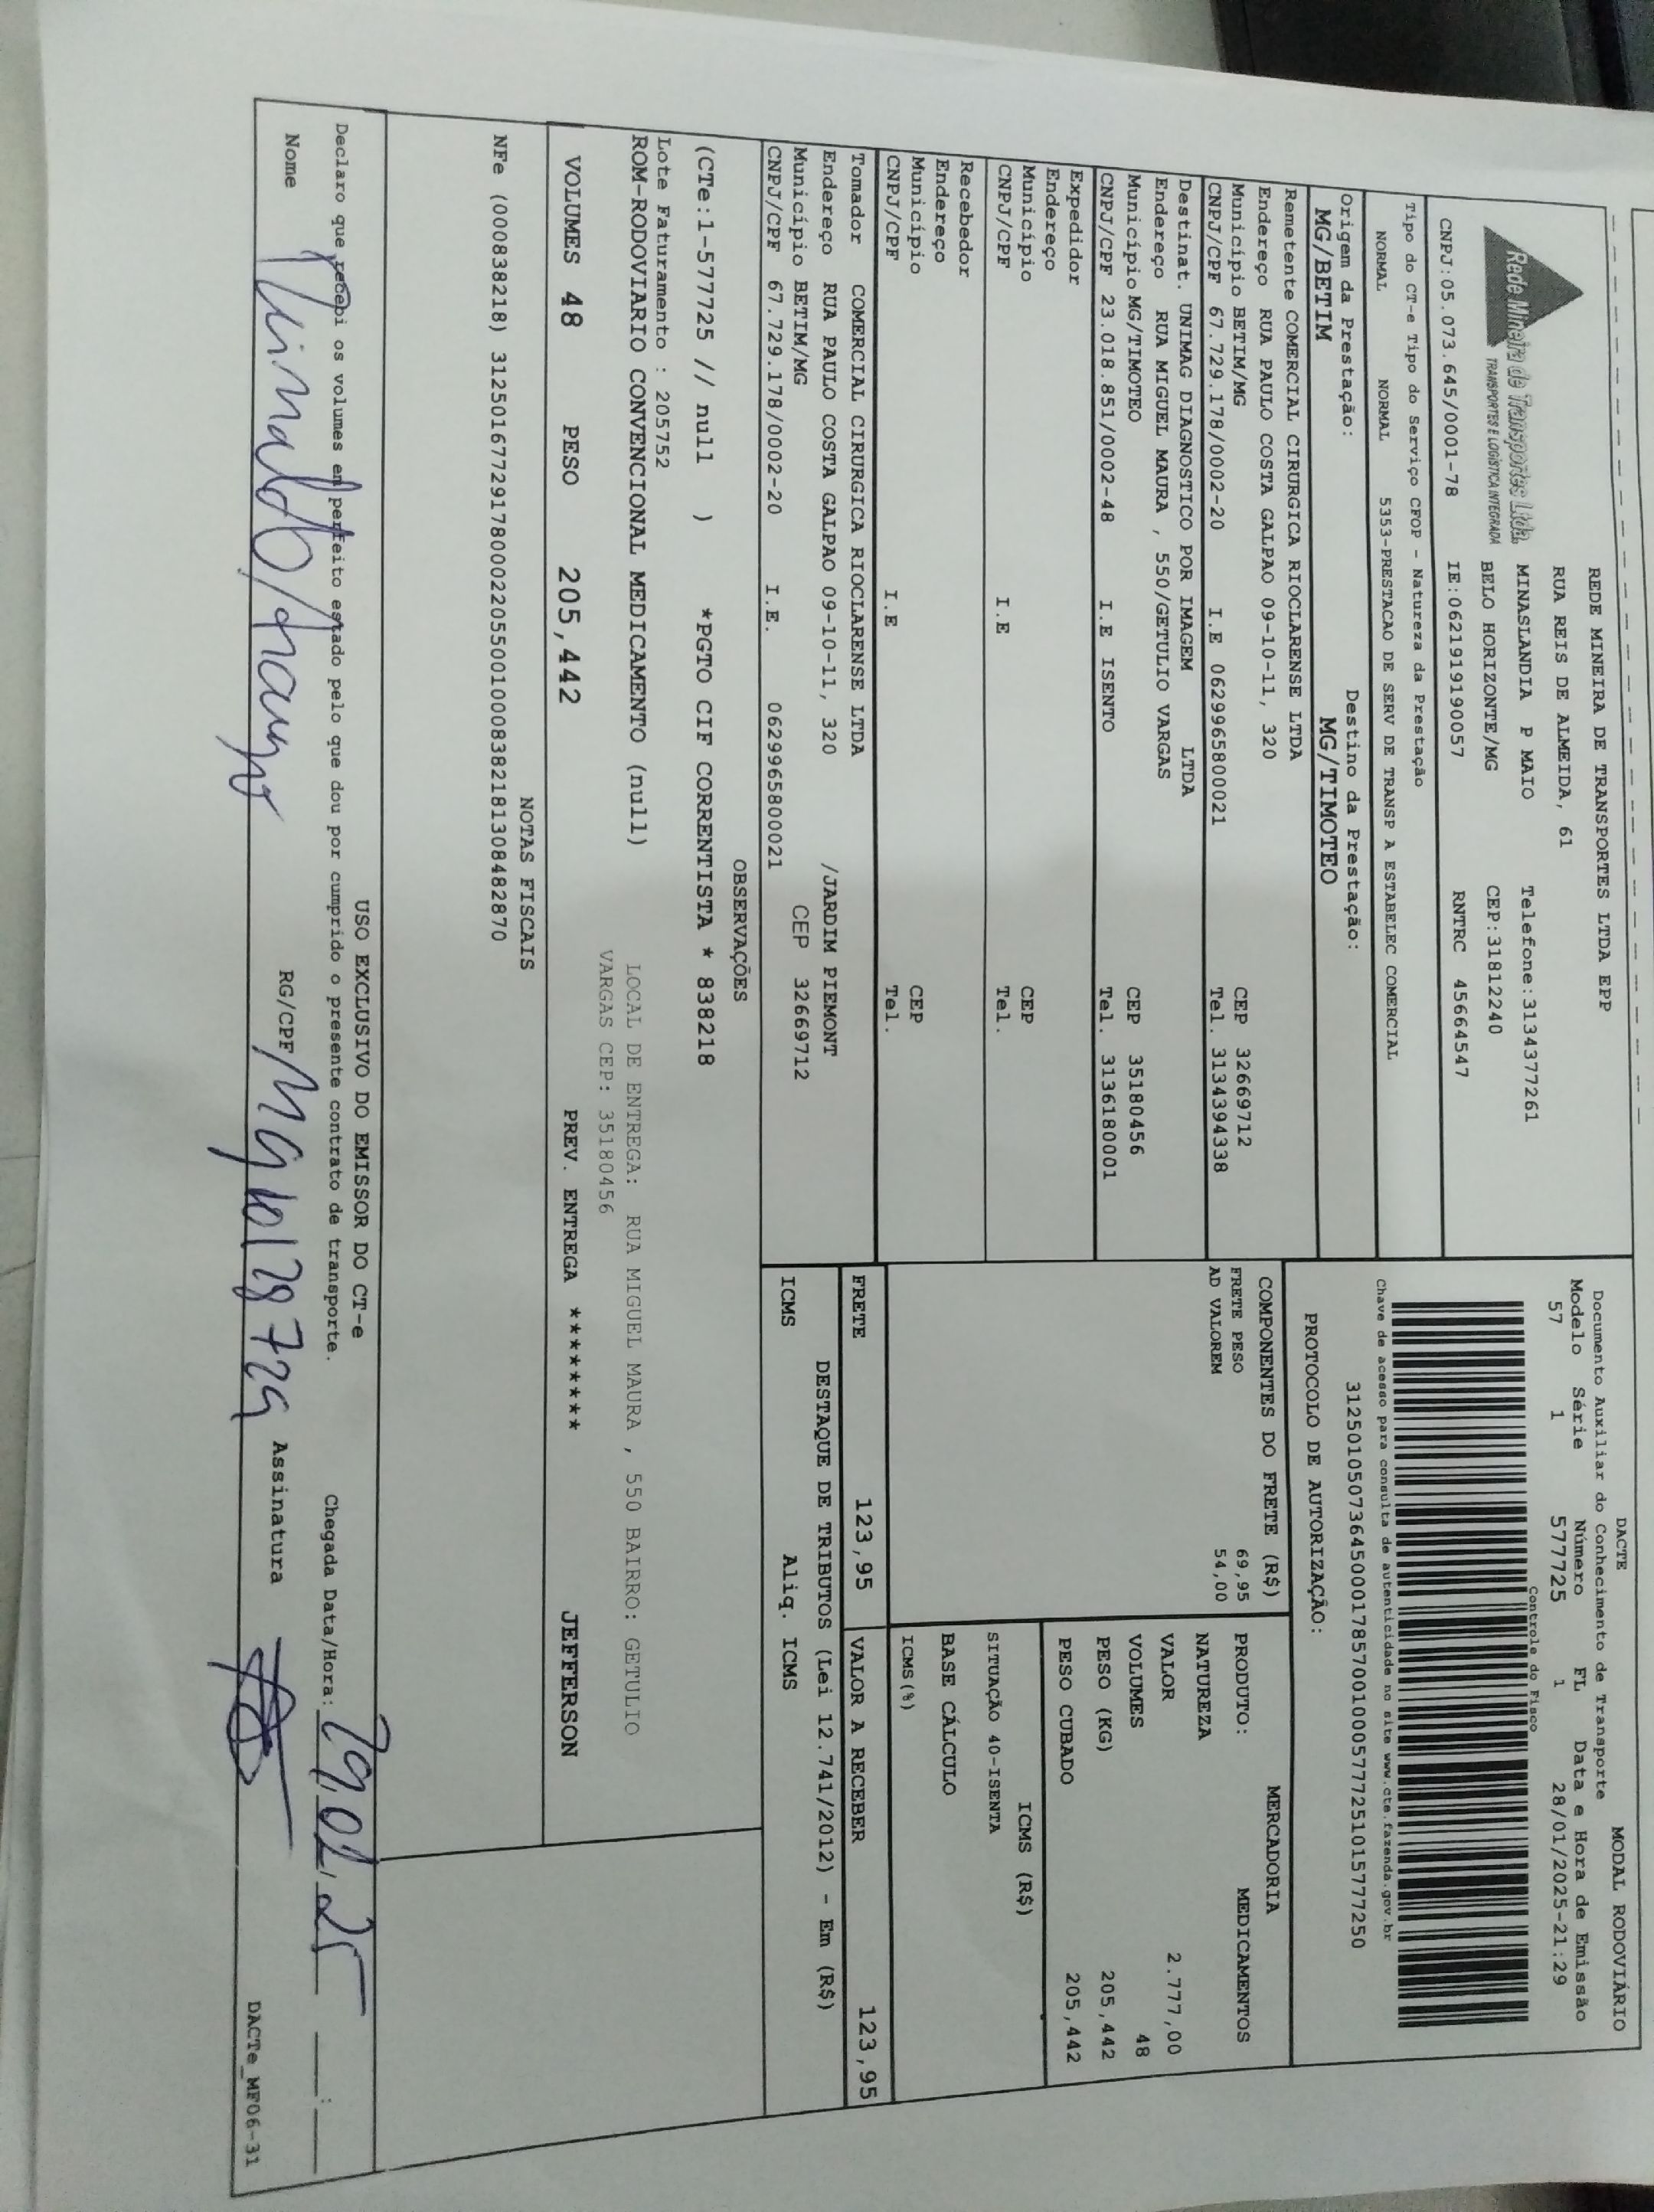 REDE MINEIRA DE TRANSPORTES LTDA EPP
RUA REIS DE ALMEIDA, 61
MINASLANDIA P MAIO Telefone:3134377261
BELO HORIZONTE/MG CEP:31812240
Rede Mineira de Transportes Ltda.
TRANSPORTES E LOGÍSTICA INTEGRADA
CNPJ:05.073.645/0001-78 IE:0621919190057 RNTRC 45664547
DACTE MODAL RODOVIÁRIO
Documento Auxiliar do Conhecimento de Transporte
Modelo Série Número FL Data e Hora de Emissão
57 1 577725 1 28/01/2025-21:29
Controle do Fisco
Chave de acesso para consulta de autenticidade no site www.cte.fazenda.gov.br
31250105073645000178570010005777251015777250
PROTOCOLO DE AUTORIZAÇÃO:
Tipo do CT-e Tipo do Serviço CFOP - Natureza da Prestação
NORMAL NORMAL 5353-PRESTACAO DE SERV DE TRANSP A ESTABELEC COMERCIAL
Origem da Prestação: Destino da Prestação:
MG/BETIM MG/TIMOTEO
Remetente COMERCIAL CIRURGICA RIOCLARENSE LTDA
Endereço RUA PAULO COSTA GALPAO 09-10-11, 320
Município BETIM/MG CEP 32669712
CNPJ/CPF 67.729.178/0002-20 I.E 0629965800021 Tel. 3134394338
Destinat. UNIMAG DIAGNOSTICO POR IMAGEM LTDA
Endereço RUA MIGUEL MAURA , 550/GETULIO VARGAS
Município MG/TIMOTEO CEP 35180456
CNPJ/CPF 23.018.851/0002-48 I.E ISENTO Tel. 3136180001
Expedidor
Endereço
Município CEP
CNPJ/CPF I.E Tel.
Recebedor
Endereço
Município CEP
CNPJ/CPF I.E Tel.
Tomador COMERCIAL CIRURGICA RIOCLARENSE LTDA
Endereço RUA PAULO COSTA GALPAO 09-10-11, 320 /JARDIM PIEMONT
Município BETIM/MG CEP 32669712
CNPJ/CPF 67.729.178/0002-20 I.E. 0629965800021
COMPONENTES DO FRETE (R$)
FRETE PESO 69,95
AD VALOREM 54,00
MERCADORIA
PRODUTO: MEDICAMENTOS
NATUREZA
VALOR 2.777,00
VOLUMES 48
PESO (KG) 205,442
PESO CUBADO 205,442
ICMS (R$)
SITUAÇÃO 40-ISENTA
BASE CÁLCULO
ICMS(%)
FRETE 123,95 VALOR A RECEBER 123,95
DESTAQUE DE TRIBUTOS (Lei 12.741/2012) - Em (R$)
ICMS Aliq. ICMS
OBSERVAÇÕES
(CTe:1-577725 // null ) *PGTO CIF CORRENTISTA * 838218
Lote Faturamento : 205752
ROM-RODOVIARIO CONVENCIONAL MEDICAMENTO (null)
LOCAL DE ENTREGA: RUA MIGUEL MAURA , 550 BAIRRO: GETULIO
VARGAS CEP: 35180456
VOLUMES 48 PESO 205,442 PREV. ENTREGA ******** JEFFERSON
NOTAS FISCAIS
NFe (000838218) 31250167729178000220550010008382181308482870
USO EXCLUSIVO DO EMISSOR DO CT-e
Declaro que recebi os volumes em perfeito estado pelo que dou por cumprido o presente contrato de transporte.
Chegada Data/Hora: 29,01,25 :
Nome RG/CPF Assinatura
DACTe_MF06-31